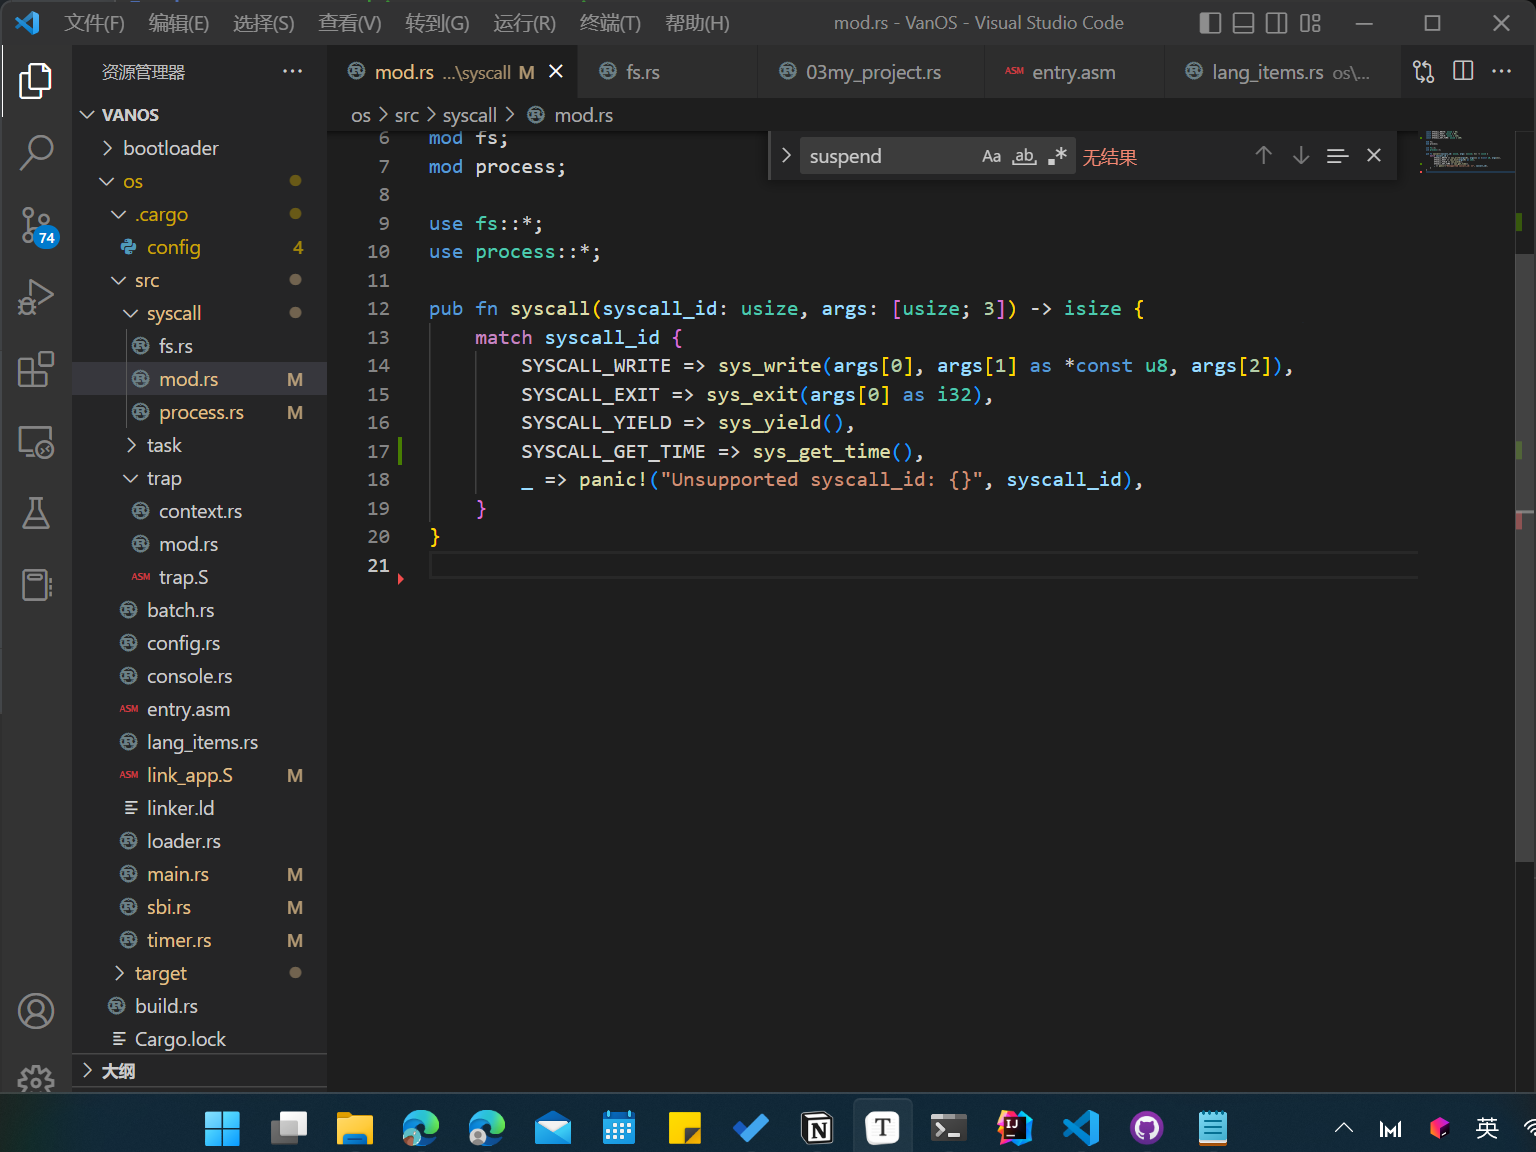 文件(F) 编辑(E) 选择(S) 查看(V) 转到(G) 运行(R) 终端(T) 帮助(H) mod.rs - VanOS - Visual Studio Code
资源管理器 ···
mod.rs ...\syscall M fs.rs 03my_project.rs ASM entry.asm lang_items.rs os\... ···
os > src > syscall > mod.rs
suspend Aa ab, .* 无结果
VANOS
bootloader
os
.cargo
config 4
src
syscall
fs.rs
mod.rs M
process.rs M
task
trap
context.rs
mod.rs
ASM trap.S
batch.rs
config.rs
console.rs
ASM entry.asm
lang_items.rs
ASM link_app.S M
linker.ld
loader.rs
main.rs M
sbi.rs M
timer.rs M
target
build.rs
Cargo.lock
大纲
74
6 mod fs;
7 mod process;
8
9 use fs::*;
10 use process::*;
11
12 pub fn syscall(syscall_id: usize, args: [usize; 3]) -> isize {
13 match syscall_id {
14 SYSCALL_WRITE => sys_write(args[0], args[1] as *const u8, args[2]),
15 SYSCALL_EXIT => sys_exit(args[0] as i32),
16 SYSCALL_YIELD => sys_yield(),
17 SYSCALL_GET_TIME => sys_get_time(),
18 _ => panic!("Unsupported syscall_id: {}", syscall_id),
19 }
20 }
21
N T IJ 英